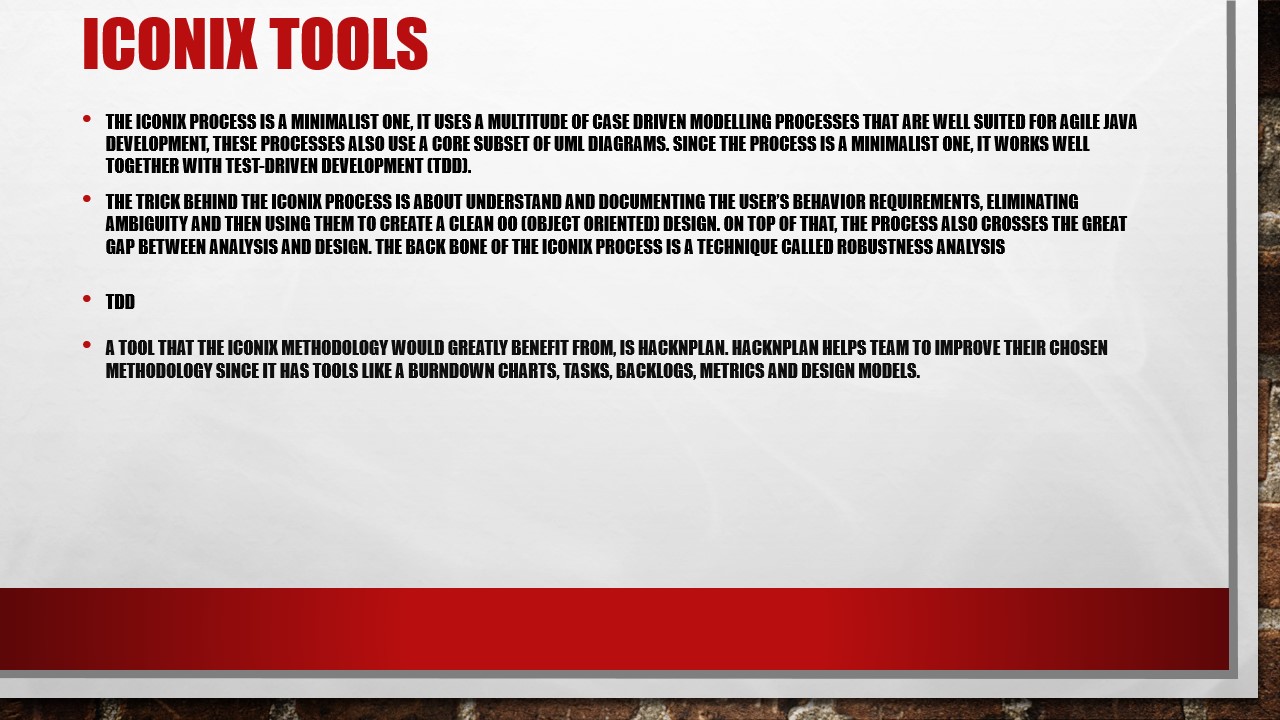 ICONIX TOOLS
• THE ICONIX PROCESS IS A MINIMALIST ONE, IT USES A MULTITUDE OF CASE DRIVEN MODELLING PROCESSES THAT ARE WELL SUITED FOR AGILE JAVA
DEVELOPMENT, THESE PROCESSES ALSO USE A CORE SUBSET OF UML DIAGRAMS. SINCE THE PROCESS IS A MINIMALIST ONE, IT WORKS WELL
TOGETHER WITH TEST-DRIVEN DEVELOPMENT (TDD).
• THE TRICK BEHIND THE ICONIX PROCESS IS ABOUT UNDERSTAND AND DOCUMENTING THE USER’S BEHAVIOR REQUIREMENTS, ELIMINATING
AMBIGUITY AND THEN USING THEM TO CREATE A CLEAN OO (OBJECT ORIENTED) DESIGN. ON TOP OF THAT, THE PROCESS ALSO CROSSES THE GREAT
GAP BETWEEN ANALYSIS AND DESIGN. THE BACK BONE OF THE ICONIX PROCESS IS A TECHNIQUE CALLED ROBUSTNESS ANALYSIS
• TDD
• A TOOL THAT THE ICONIX METHODOLOGY WOULD GREATLY BENEFIT FROM, IS HACKNPLAN. HACKNPLAN HELPS TEAM TO IMPROVE THEIR CHOSEN
METHODOLOGY SINCE IT HAS TOOLS LIKE A BURNDOWN CHARTS, TASKS, BACKLOGS, METRICS AND DESIGN MODELS.